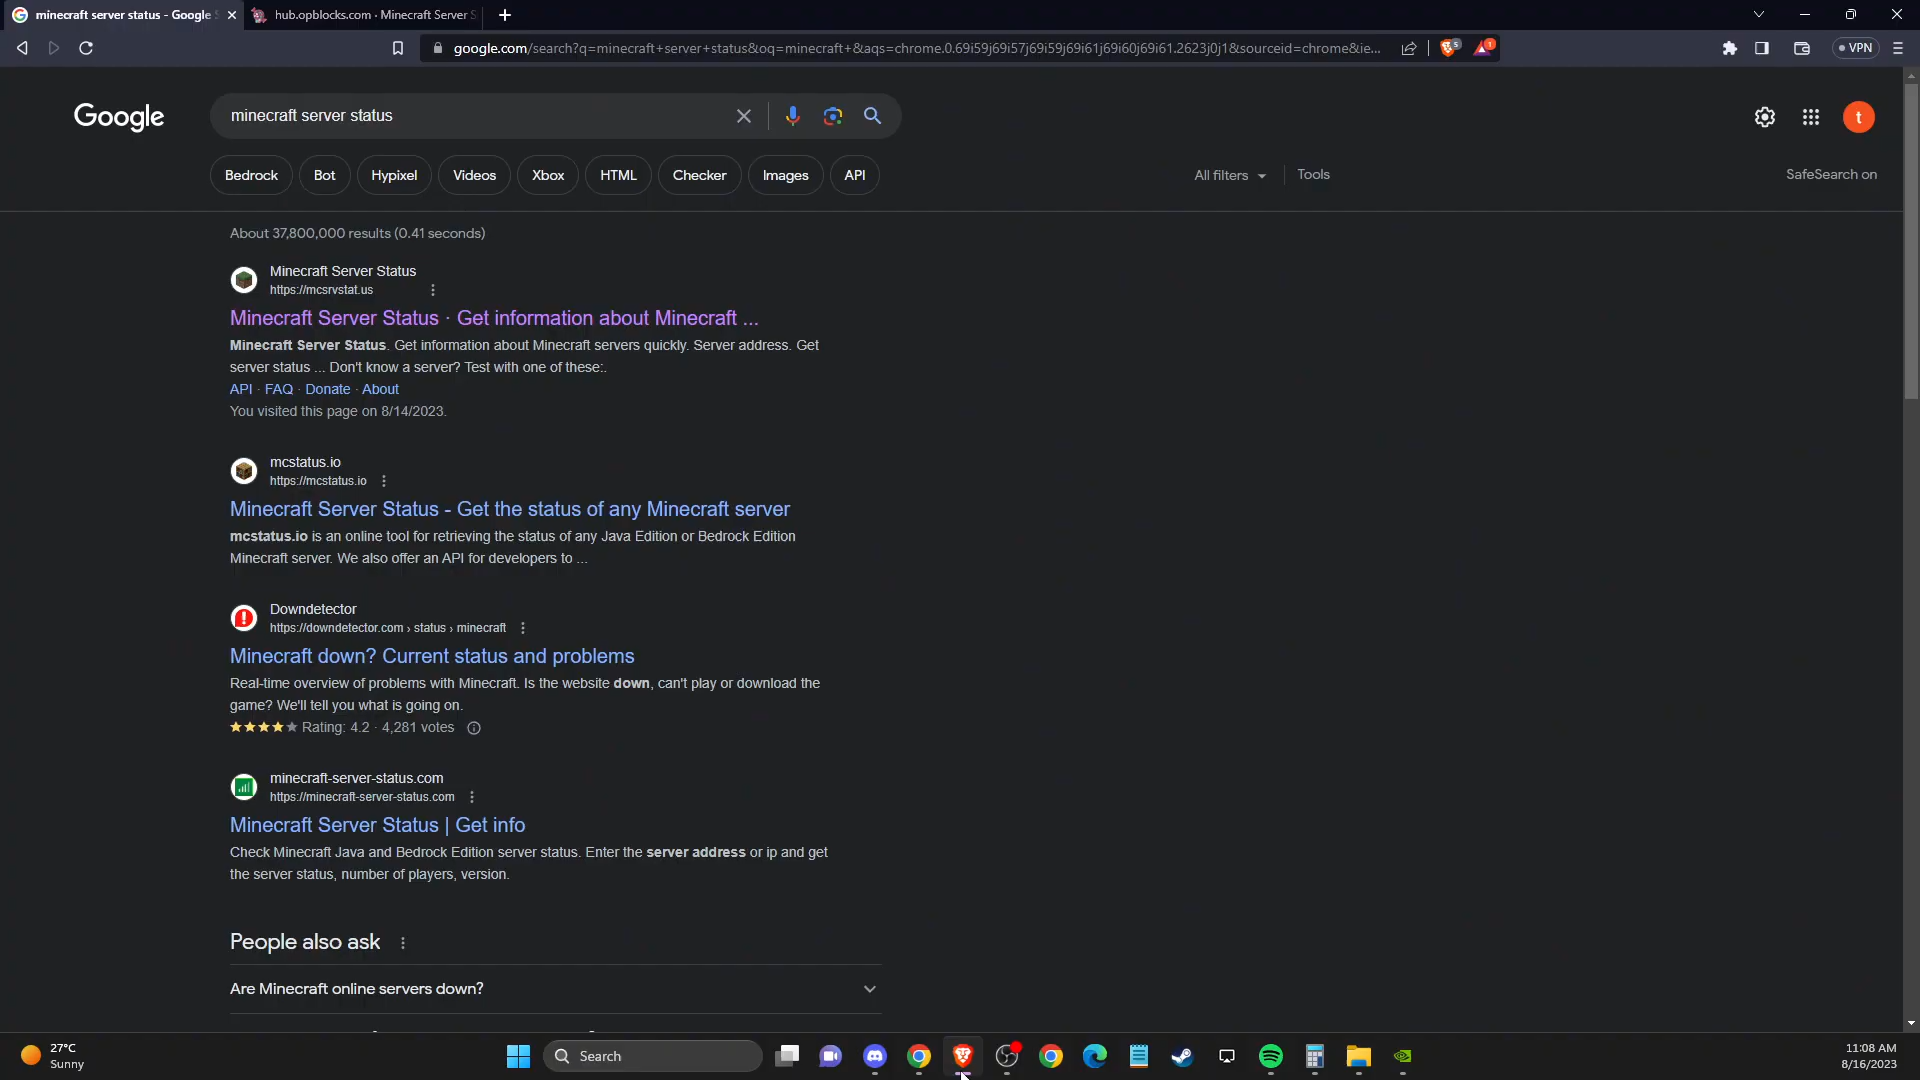 minecraft server status - Google S
hub.opblocks.com · Minecraft Server S
google.com/search?q=minecraft+server+status&oq=minecraft+&aqs=chrome.0.69i59j69i57j69i59j69i61j69i60j69i61.2623j0j1&sourceid=chrome&ie...
5
1
VPN
Google
minecraft server status
t
Bedrock
Bot
Hypixel
Videos
Xbox
HTML
Checker
Images
API
All filters
Tools
SafeSearch on
About 37,800,000 results (0.41 seconds)
Minecraft Server Status
https://mcsrvstat.us
Minecraft Server Status · Get information about Minecraft ...
Minecraft Server Status. Get information about Minecraft servers quickly. Server address. Get
server status ... Don't know a server? Test with one of these:.
API · FAQ · Donate · About
You visited this page on 8/14/2023.
mcstatus.io
https://mcstatus.io
Minecraft Server Status - Get the status of any Minecraft server
mcstatus.io is an online tool for retrieving the status of any Java Edition or Bedrock Edition
Minecraft server. We also offer an API for developers to ...
Downdetector
https://downdetector.com › status › minecraft
Minecraft down? Current status and problems
Real-time overview of problems with Minecraft. Is the website down, can't play or download the
game? We'll tell you what is going on.
Rating: 4.2 · 4,281 votes
minecraft-server-status.com
https://minecraft-server-status.com
Minecraft Server Status | Get info
Check Minecraft Java and Bedrock Edition server status. Enter the server address or ip and get
the server status, number of players, version.
People also ask
Are Minecraft online servers down?
27°C
Sunny
Search
11:08 AM
8/16/2023